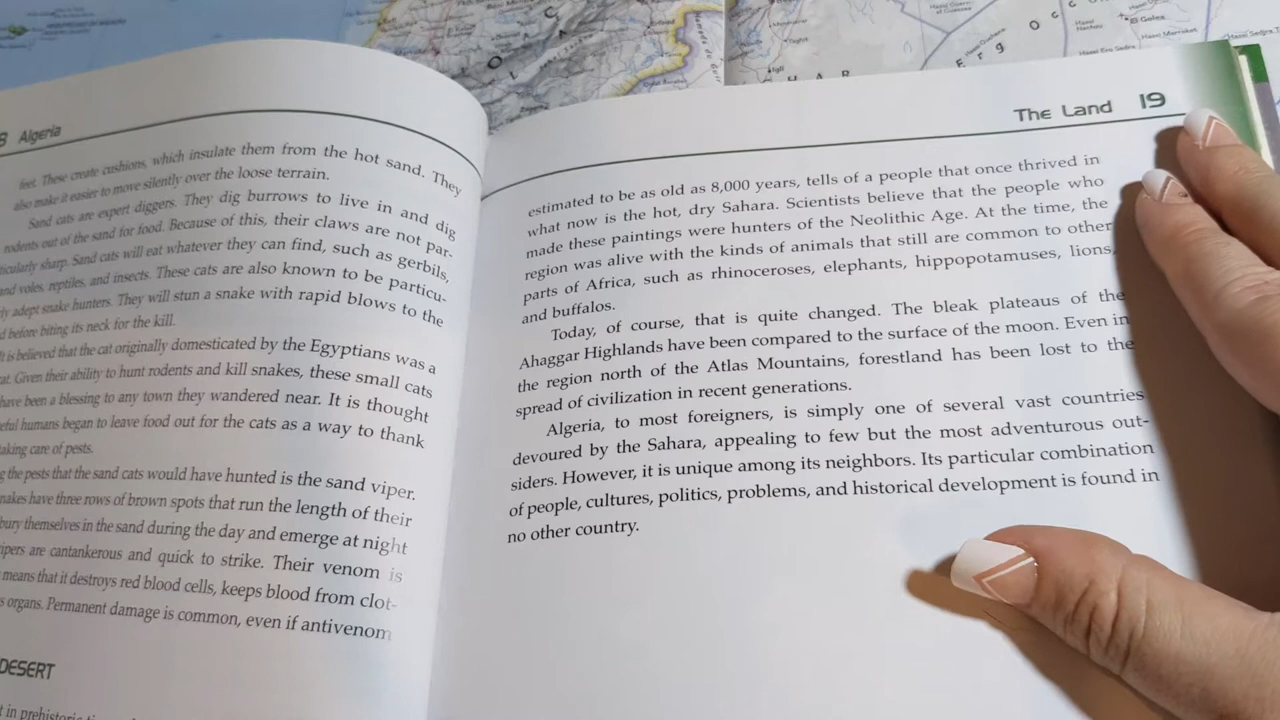 Erg Occ
El Golea
Igli
8 Algeria
feet. These create cushions, which insulate them from the hot sand. They
also make it easier to move silently over the loose terrain.
Sand cats are expert diggers. They dig burrows to live in and dig
rodents out of the sand for food. Because of this, their claws are not par-
ticularly sharp. Sand cats will eat whatever they can find, such as gerbils,
and voles, reptiles, and insects. These cats are also known to be particu-
ly adept snake hunters. They will stun a snake with rapid blows to the
d before biting its neck for the kill.
It is believed that the cat originally domesticated by the Egyptians was a
cat. Given their ability to hunt rodents and kill snakes, these small cats
have been a blessing to any town they wandered near. It is thought
eful humans began to leave food out for the cats as a way to thank
taking care of pests.
g the pests that the sand cats would have hunted is the sand viper.
nakes have three rows of brown spots that run the length of their
bury themselves in the sand during the day and emerge at night
ipers are cantankerous and quick to strike. Their venom is
means that it destroys red blood cells, keeps blood from clot-
s organs. Permanent damage is common, even if antivenom
DESERT
t in prehistoric
The Land 19
estimated to be as old as 8,000 years, tells of a people that once thrived in
what now is the hot, dry Sahara. Scientists believe that the people who
made these paintings were hunters of the Neolithic Age. At the time, the
region was alive with the kinds of animals that still are common to other
parts of Africa, such as rhinoceroses, elephants, hippopotamuses, lions,
and buffalos.
Today, of course, that is quite changed. The bleak plateaus of the
Ahaggar Highlands have been compared to the surface of the moon. Even in
the region north of the Atlas Mountains, forestland has been lost to the
spread of civilization in recent generations.
Algeria, to most foreigners, is simply one of several vast countries
devoured by the Sahara, appealing to few but the most adventurous out-
siders. However, it is unique among its neighbors. Its particular combination
of people, cultures, politics, problems, and historical development is found in
no other country.